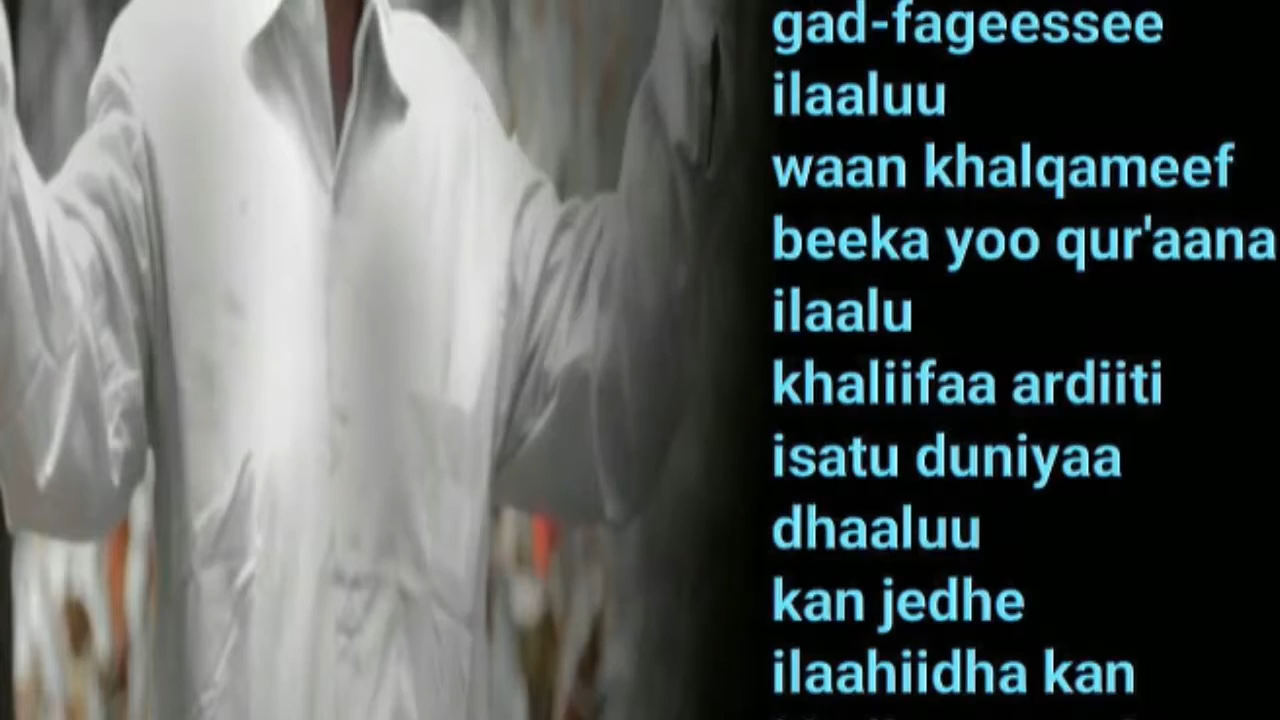 gad-fageessee
ilaaluu
waan khalqameef
beeka yoo qur'aana
ilaalu
khaliifaa ardiiti
isatu duniyaa
dhaaluu
kan jedhe
ilaahiidha kan